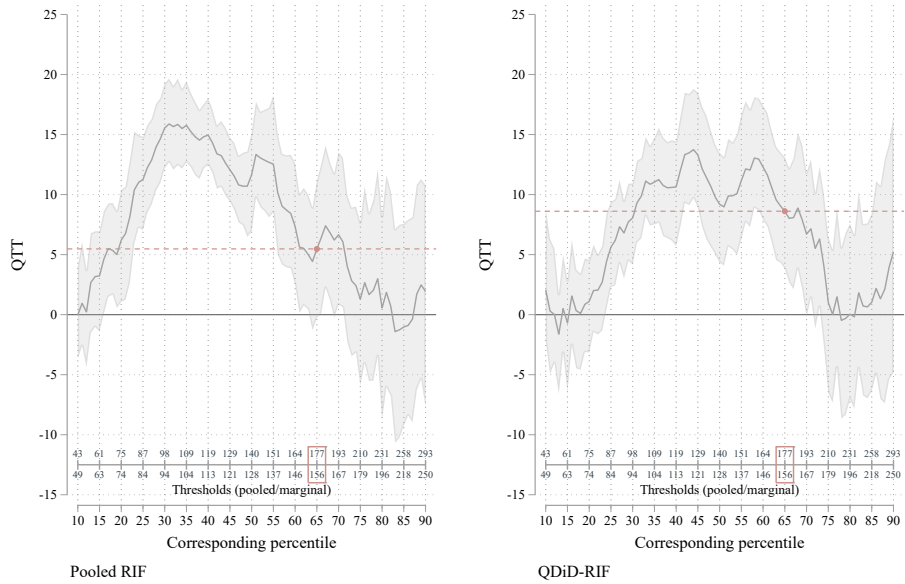 25
20
15
10
5
0
-5
-10
-15
QTT
43 61 75 87 98 109 119 129 140 151 164 177 193 210 231 258 293
49 63 74 84 94 104 113 121 128 137 146 156 167 179 196 218 250
Thresholds (pooled/marginal)
10 15 20 25 30 35 40 45 50 55 60 65 70 75 80 85 90
Corresponding percentile
Pooled RIF
25
20
15
10
5
0
-5
-10
-15
QTT
43 61 75 87 98 109 119 129 140 151 164 177 193 210 231 258 293
49 63 74 84 94 104 113 121 128 137 146 156 167 179 196 218 250
Thresholds (pooled/marginal)
10 15 20 25 30 35 40 45 50 55 60 65 70 75 80 85 90
Corresponding percentile
QDiD-RIF